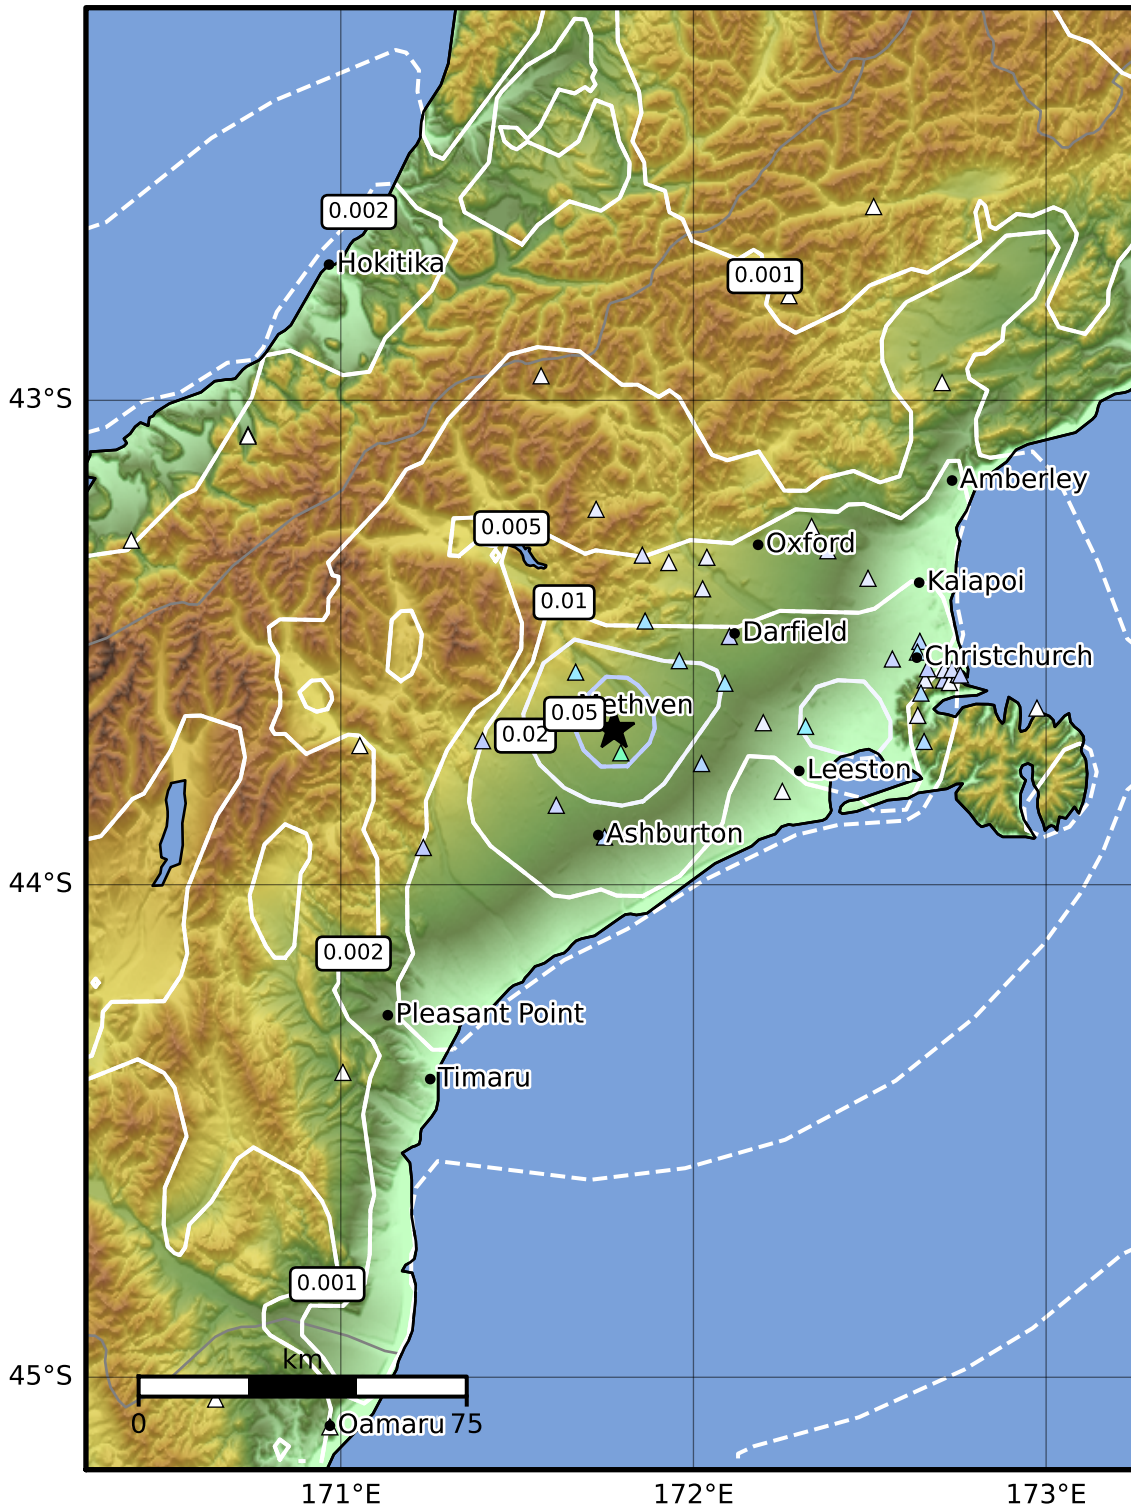 0.002
Hokitika
0.001
43°S
Amberley
0.005
Oxford
Kaiapoi
0.01
Darfield
Christchurch
Methven
0.05
0.02
Leeston
Ashburton
44°S
0.002
Pleasant Point
Timaru
0.001
km
45°S
0 75
Oamaru
171°E 172°E 173°E